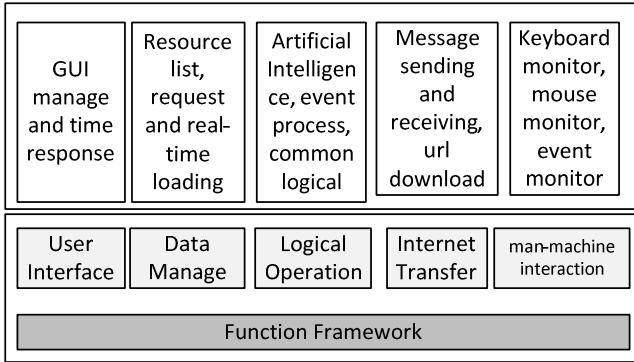 GUI
manage
and time
response
Resource
list,
request
and real-
time
loading
Artificial
Intelligen
ce, event
process,
common
logical
Message
sending
and
receiving,
url
download
Keyboard
monitor,
mouse
monitor,
event
monitor
User
Interface
Data
Manage
Logical
Operation
Internet
Transfer
man-machine
interaction
Function Framework